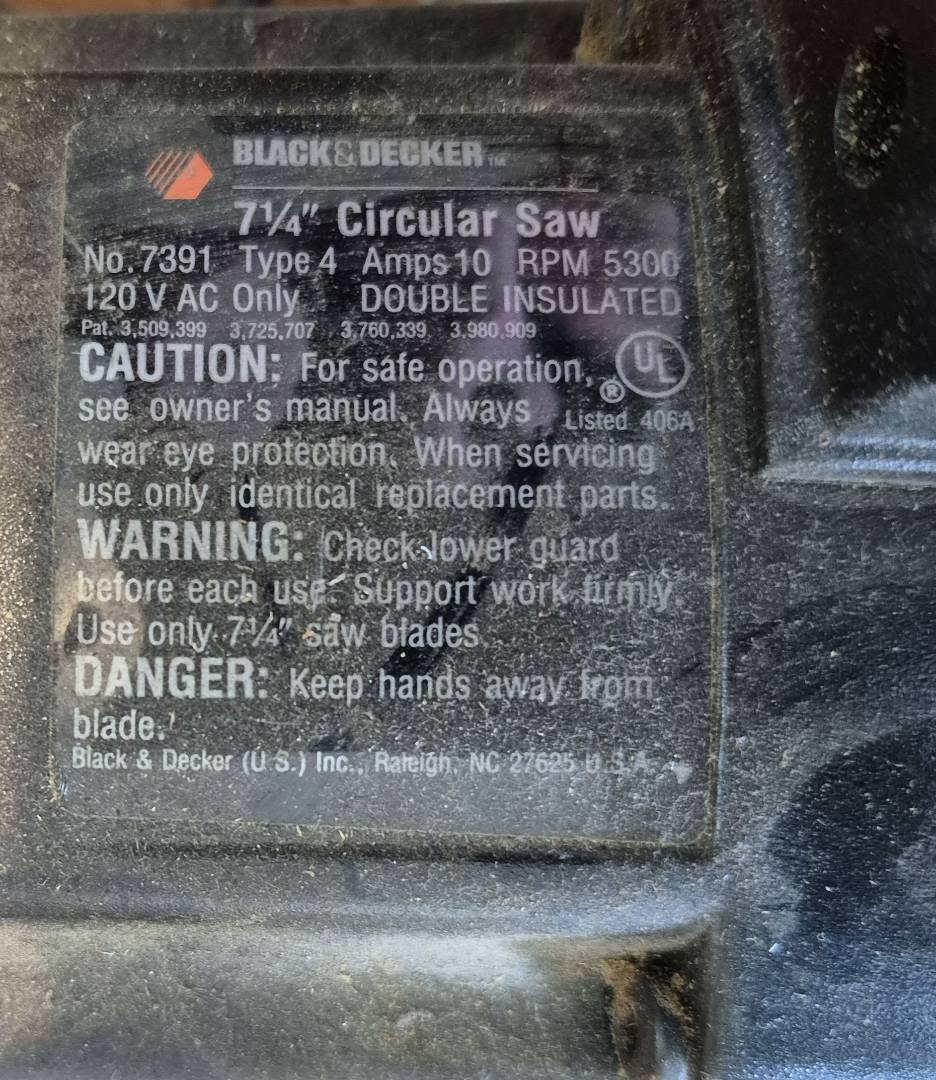 BLACK&DECKER™
7¼" Circular Saw
No. 7391 Type 4 Amps 10 RPM 5300
120 V AC Only DOUBLE INSULATED
Pat. 3,509,399 3,725,707 3,760,339 3,980,909
CAUTION: For safe operation, ® UL
see owner's manual. Always Listed 406A
wear eye protection. When servicing
use only identical replacement parts.
WARNING: Check lower guard
before each use. Support work firmly.
Use only 7¼" saw blades
DANGER: Keep hands away from
blade.
Black & Decker (U S.) Inc., Raleigh, NC 27625 U.S.A.